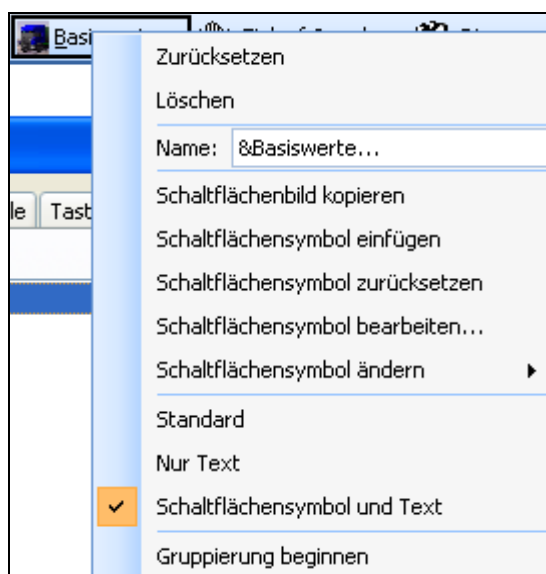 Basi
Zurücksetzen
Löschen
Name: &Basiswerte...
le Tast
Schaltflächenbild kopieren
Schaltflächensymbol einfügen
Schaltflächensymbol zurücksetzen
Schaltflächensymbol bearbeiten...
Schaltflächensymbol ändern
Standard
Nur Text
Schaltflächensymbol und Text
Gruppierung beginnen